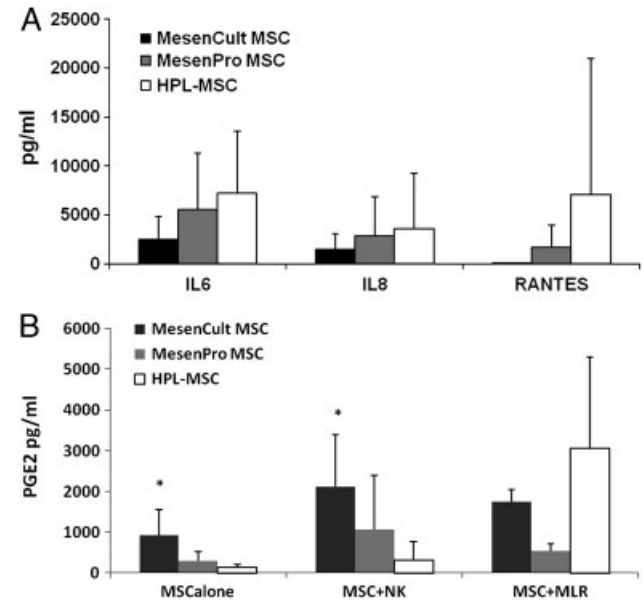 A
MesenCult MSC
MesenPro MSC
HPL-MSC
pg/ml
25000
20000
15000
10000
5000
0
IL6 IL8 RANTES
B
MesenCult MSC
MesenPro MSC
HPL-MSC
PGE2 pg/ml
6000
5000
4000
3000
2000
1000
0
*
*
MSCalone MSC+NK MSC+MLR